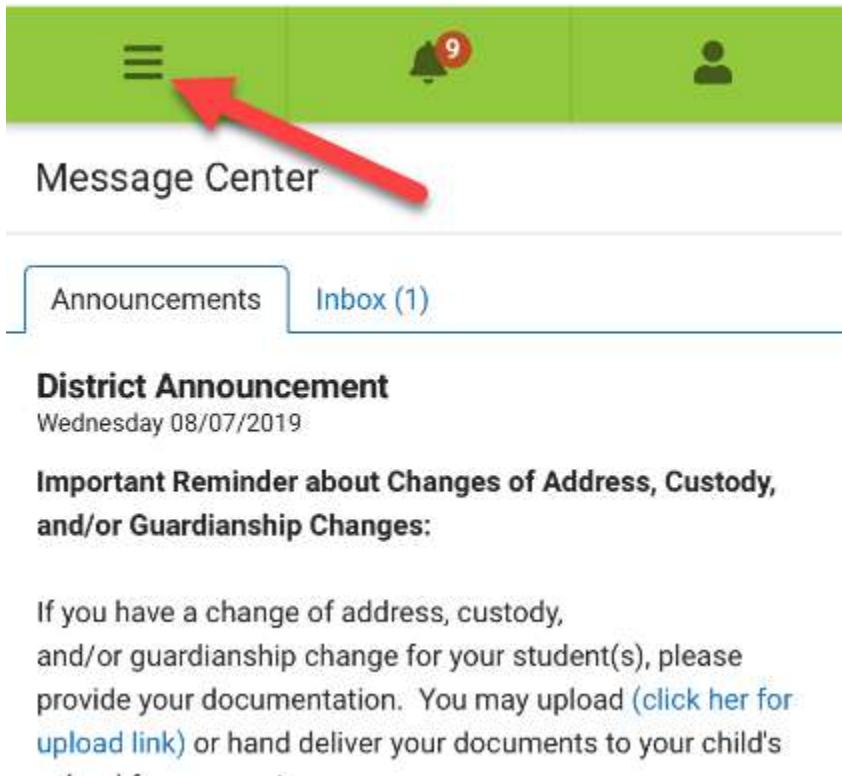 9
Message Center
Announcements Inbox (1)
District Announcement
Wednesday 08/07/2019
Important Reminder about Changes of Address, Custody,
and/or Guardianship Changes:
If you have a change of address, custody,
and/or guardianship change for your student(s), please
provide your documentation. You may upload (click her for
upload link) or hand deliver your documents to your child's